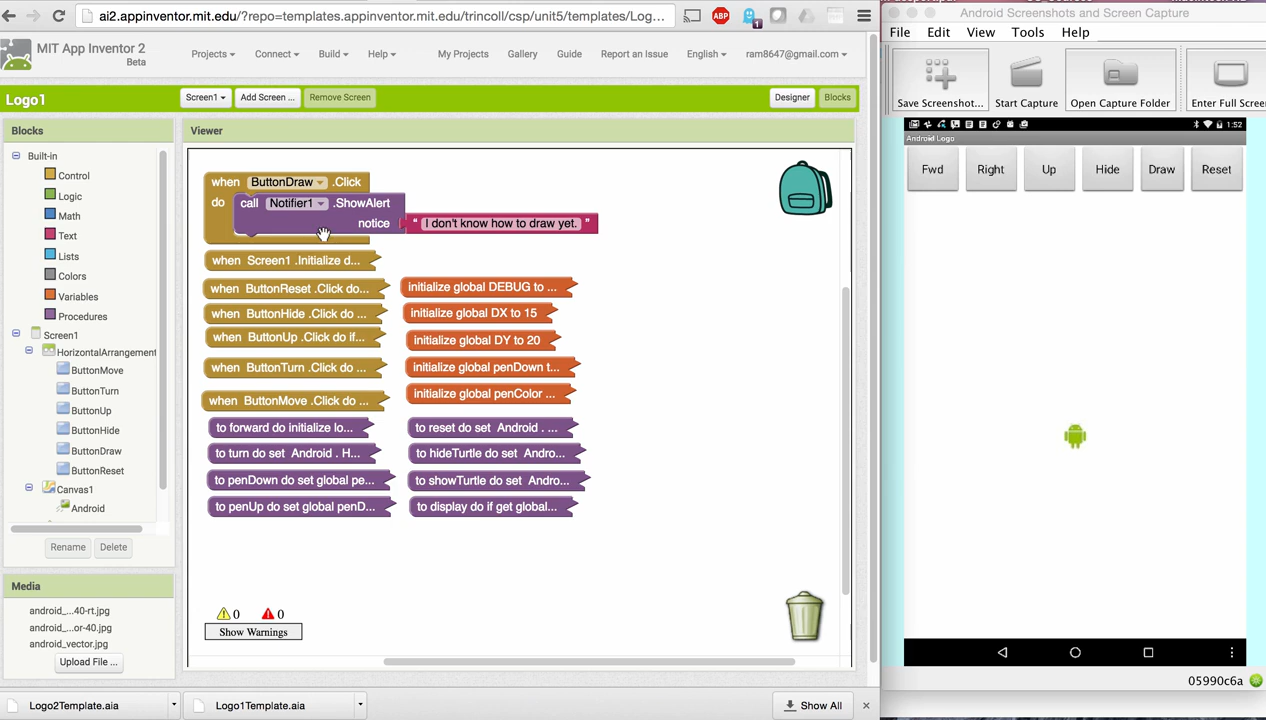 ai2.appinventor.mit.edu/?repo=templates.appinventor.mit.edu/trincoll/csp/unit5/templates/Log...
ABP
1
MIT App Inventor 2
Beta
Projects
Connect
Build
Help
My Projects
Gallery
Guide
Report an Issue
English
ram8647@gmail.com
Logo1
Screen1
Add Screen ...
Remove Screen
Designer
Blocks
Blocks
Built-in
Control
Logic
Math
Text
Lists
Colors
Variables
Procedures
Screen1
HorizontalArrangement
ButtonMove
ButtonTurn
ButtonUp
ButtonHide
ButtonDraw
ButtonReset
Canvas1
Android
Rename
Delete
Media
android_...40-rt.jpg
android_...or-40.jpg
android_vector.jpg
Upload File ...
Viewer
when ButtonDraw .Click
do call Notifier1 .ShowAlert
notice " I don't know how to draw yet. "
when Screen1 .Initialize d...
when ButtonReset .Click do...
when ButtonHide .Click do ...
when ButtonUp .Click do if...
when ButtonTurn .Click do ...
when ButtonMove .Click do ...
initialize global DEBUG to ...
initialize global DX to 15
initialize global DY to 20
initialize global penDown t...
initialize global penColor ...
to forward do initialize lo...
to turn do set Android . H...
to penDown do set global pe...
to penUp do set global penD...
to reset do set Android . ...
to hideTurtle do set Andro...
to showTurtle do set Andro...
to display do if get global...
0
0
Show Warnings
Logo2Template.aia
Logo1Template.aia
Show All
Android Screenshots and Screen Capture
File
Edit
View
Tools
Help
Save Screenshot...
Start Capture
Open Capture Folder
Enter Full Scree
1:52
Android Logo
Fwd
Right
Up
Hide
Draw
Reset
05990c6a